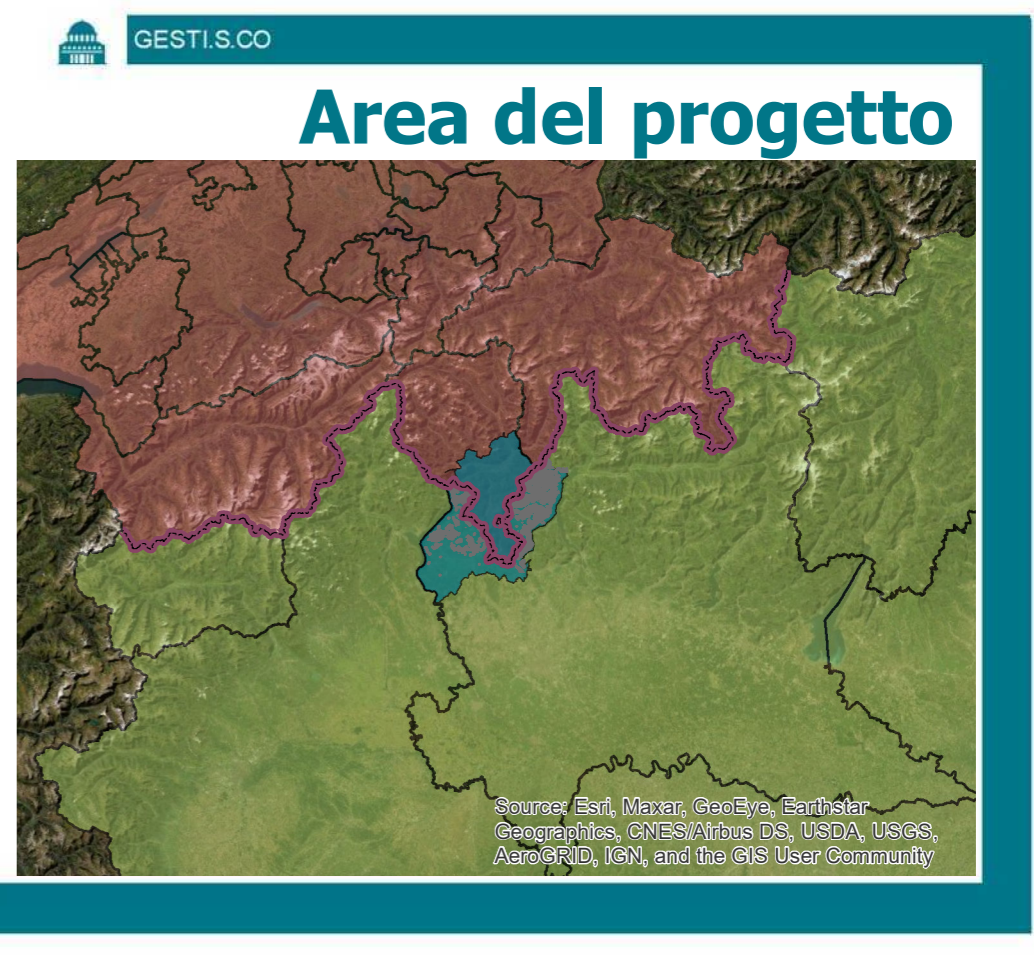 GESTI.S.CO
Area del progetto
Source: Esri, Maxar, GeoEye, Earthstar
Geographics, CNES/Airbus DS, USDA, USGS,
AeroGRID, IGN, and the GIS User Community